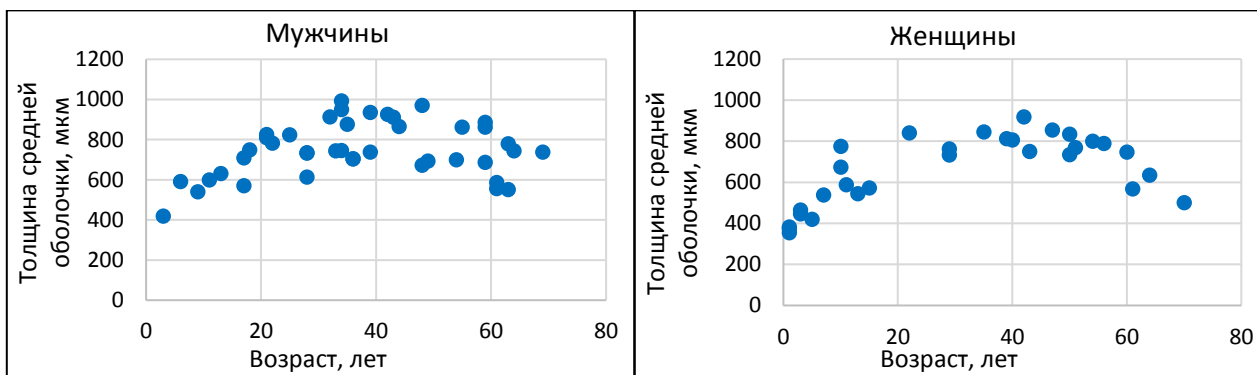 Мужчины
Толщина средней
оболочки, мкм
1200
1000
800
600
400
200
0
0 20 40 60 80
Возраст, лет
Женщины
Толщина средней
оболочки, мкм
1200
1000
800
600
400
200
0
0 20 40 60 80
Возраст, лет